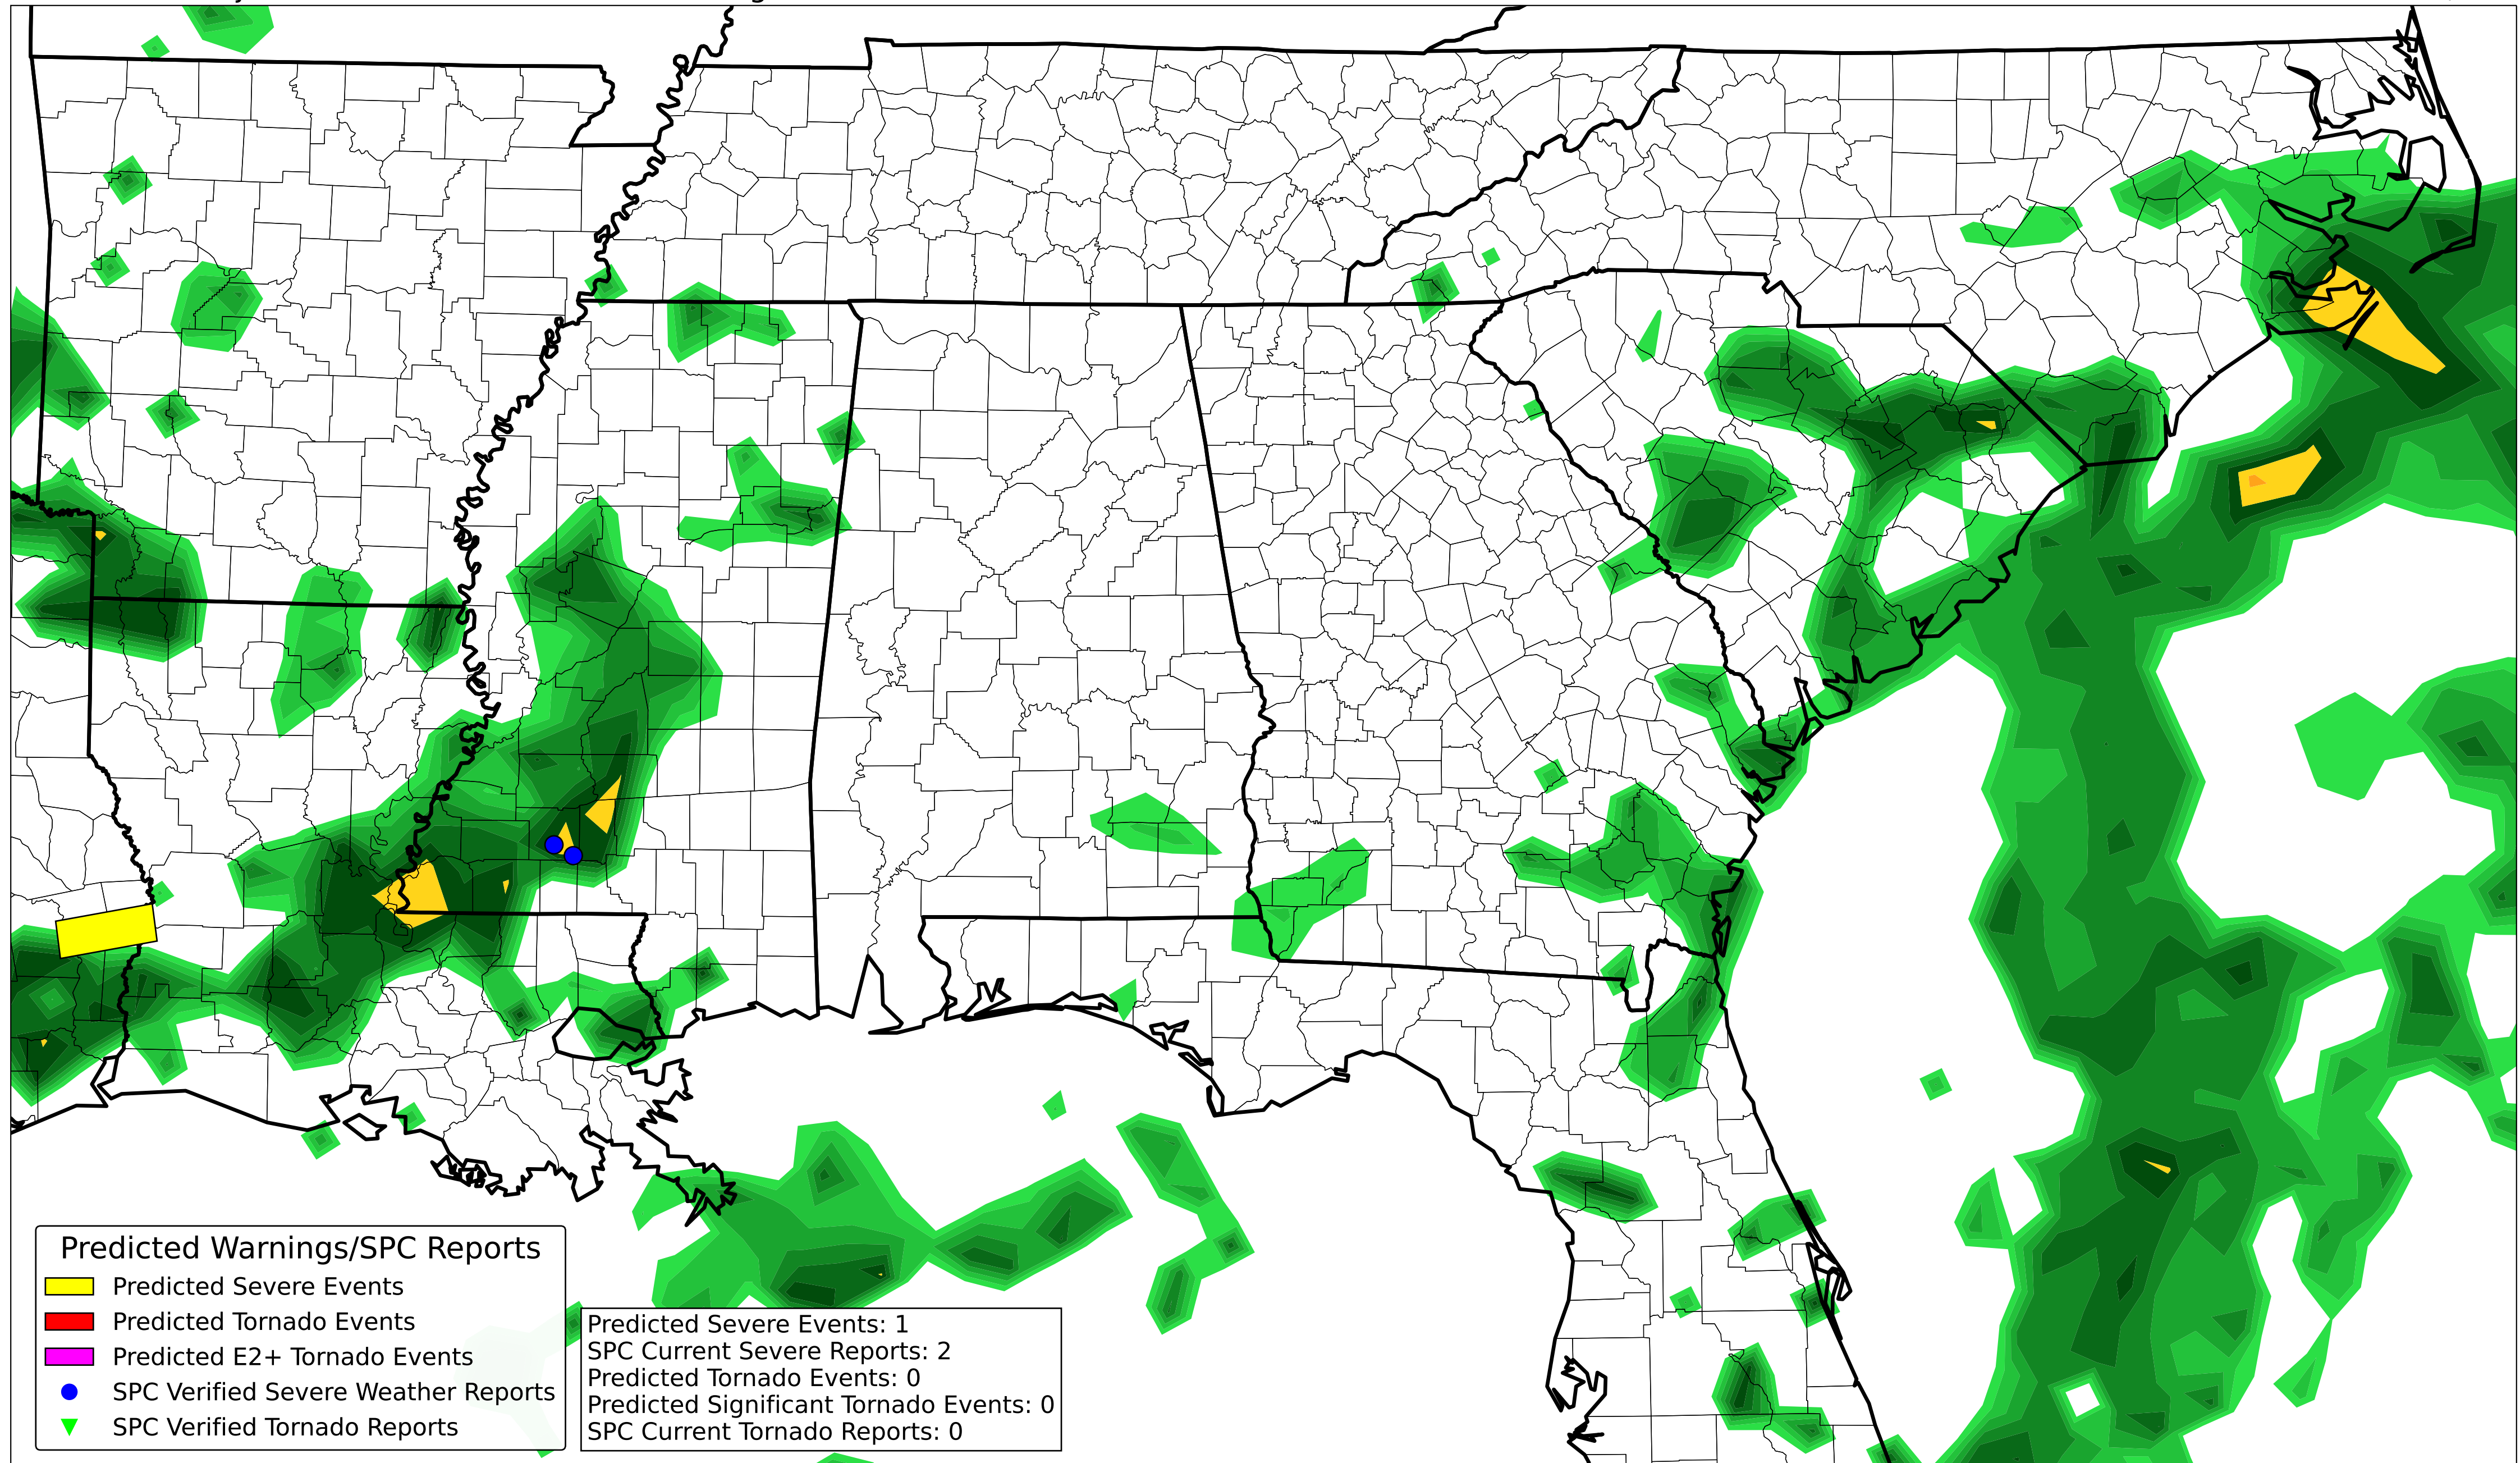 Predicted Warnings/SPC Reports
Predicted Severe Events
Predicted Tornado Events
Predicted E2+ Tornado Events
SPC Verified Severe Weather Reports
SPC Verified Tornado Reports
Predicted Severe Events: 1
SPC Current Severe Reports: 2
Predicted Tornado Events: 0
Predicted Significant Tornado Events: 0
SPC Current Tornado Reports: 0